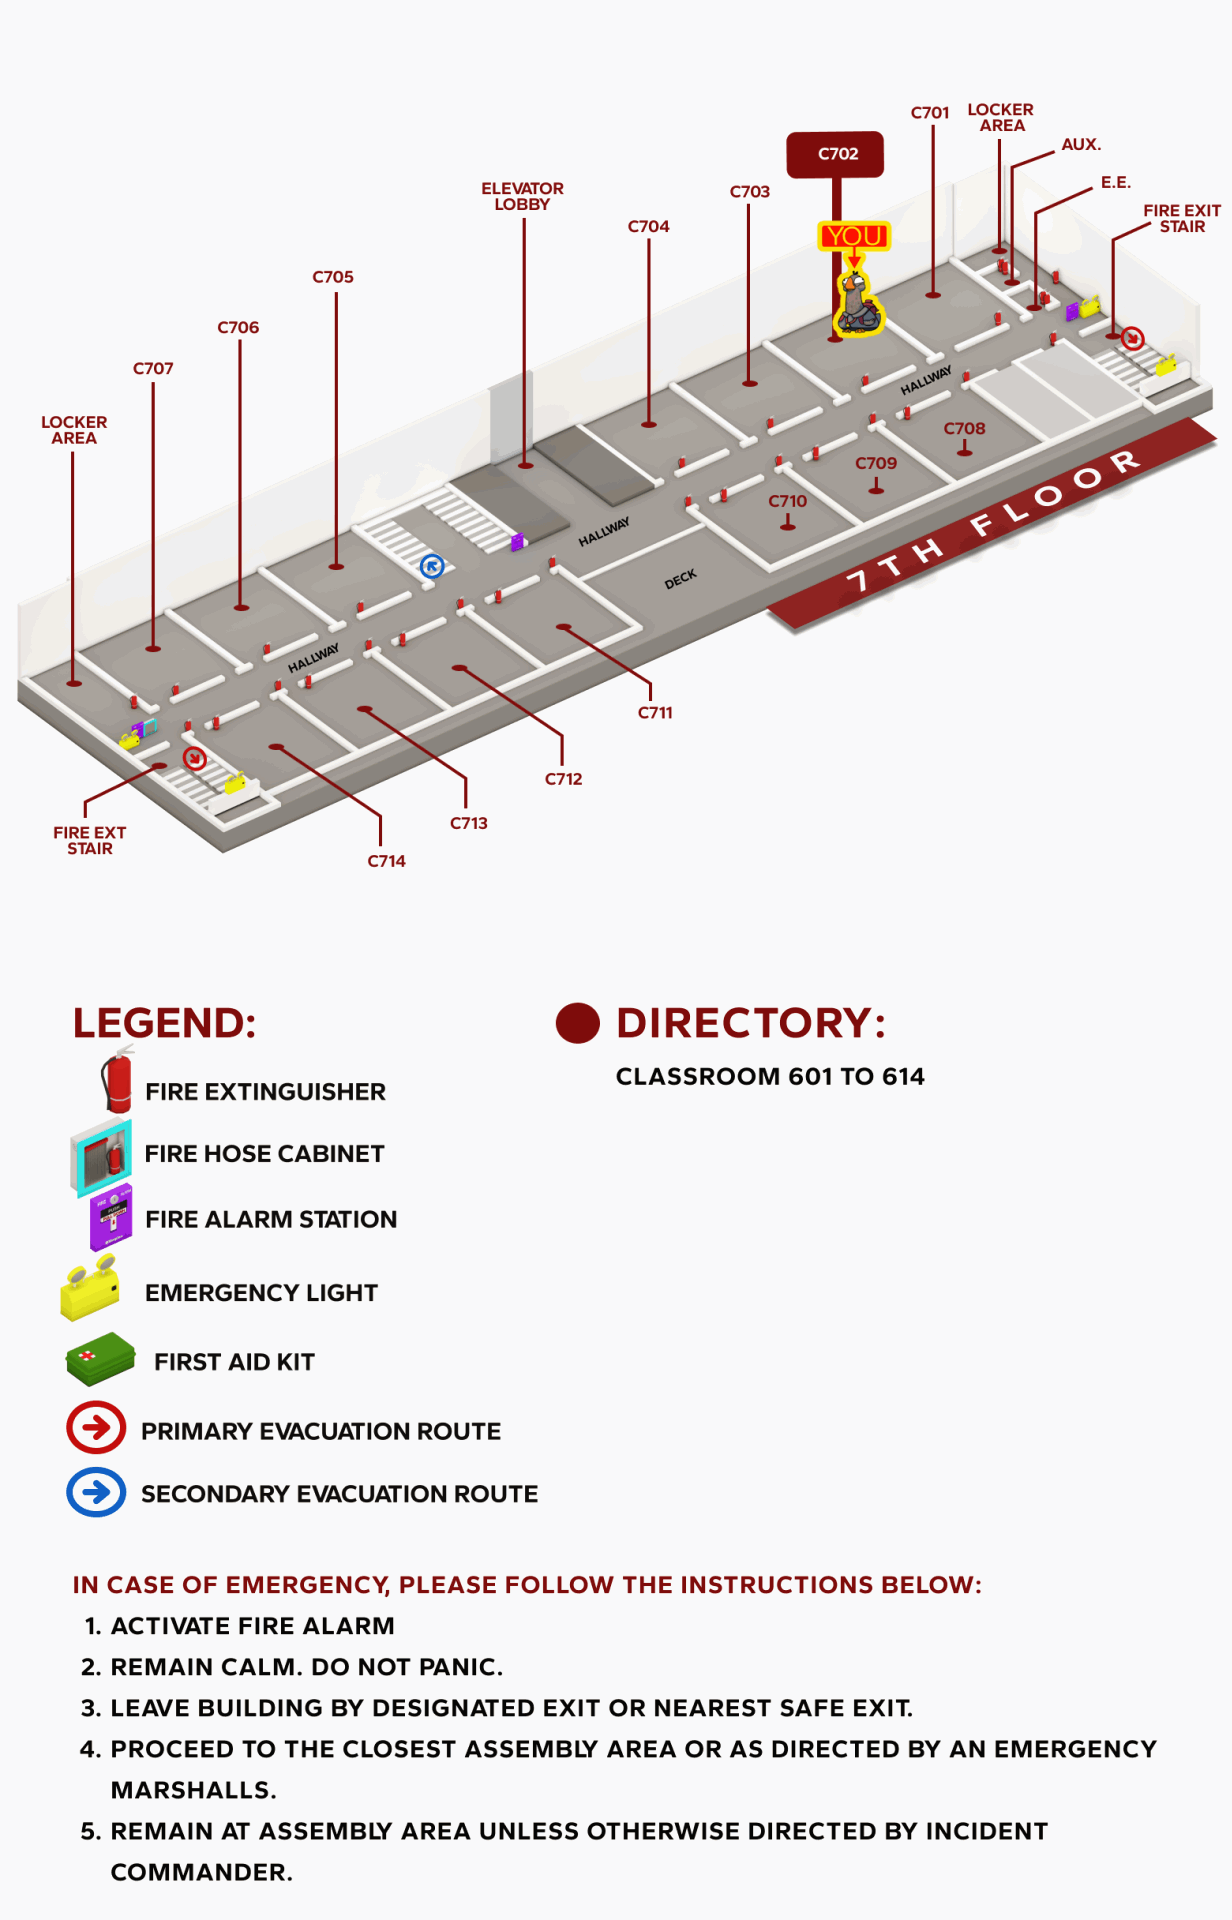 C701
LOCKER
AREA
AUX.
C702
E.E.
C703
ELEVATOR
LOBBY
FIRE EXIT
STAIR
C704
YOU
C705
C706
C707
HALLWAY
LOCKER
AREA
C708
C709
7TH FLOOR
C710
HALLWAY
DECK
HALLWAY
C711
C712
C713
FIRE EXT
STAIR
C714
LEGEND:
FIRE EXTINGUISHER
FIRE HOSE CABINET
FIRE ALARM STATION
EMERGENCY LIGHT
FIRST AID KIT
PRIMARY EVACUATION ROUTE
SECONDARY EVACUATION ROUTE
DIRECTORY:
CLASSROOM 601 TO 614
IN CASE OF EMERGENCY, PLEASE FOLLOW THE INSTRUCTIONS BELOW:
1. ACTIVATE FIRE ALARM
2. REMAIN CALM. DO NOT PANIC.
3. LEAVE BUILDING BY DESIGNATED EXIT OR NEAREST SAFE EXIT.
4. PROCEED TO THE CLOSEST ASSEMBLY AREA OR AS DIRECTED BY AN EMERGENCY
MARSHALLS.
5. REMAIN AT ASSEMBLY AREA UNLESS OTHERWISE DIRECTED BY INCIDENT
COMMANDER.